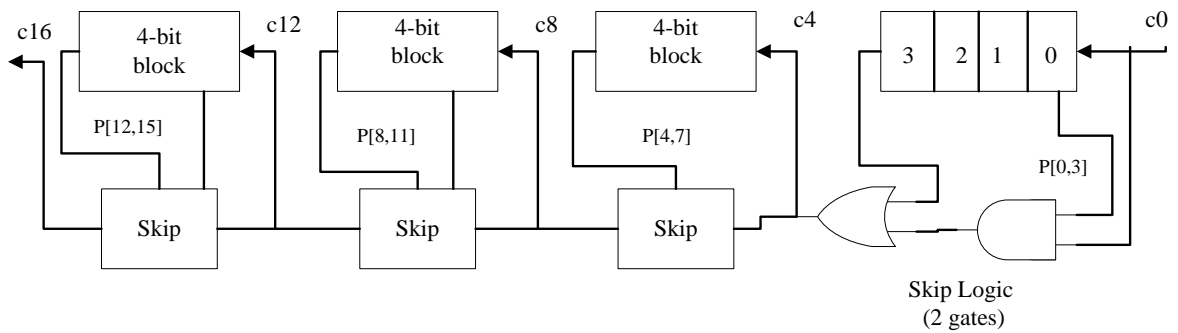 c16
4-bit
block
c12
4-bit
block
c8
4-bit
block
c4
3 2 1 0
c0
P[12,15]
P[8,11]
P[4,7]
P[0,3]
Skip
Skip
Skip
Skip Logic
(2 gates)